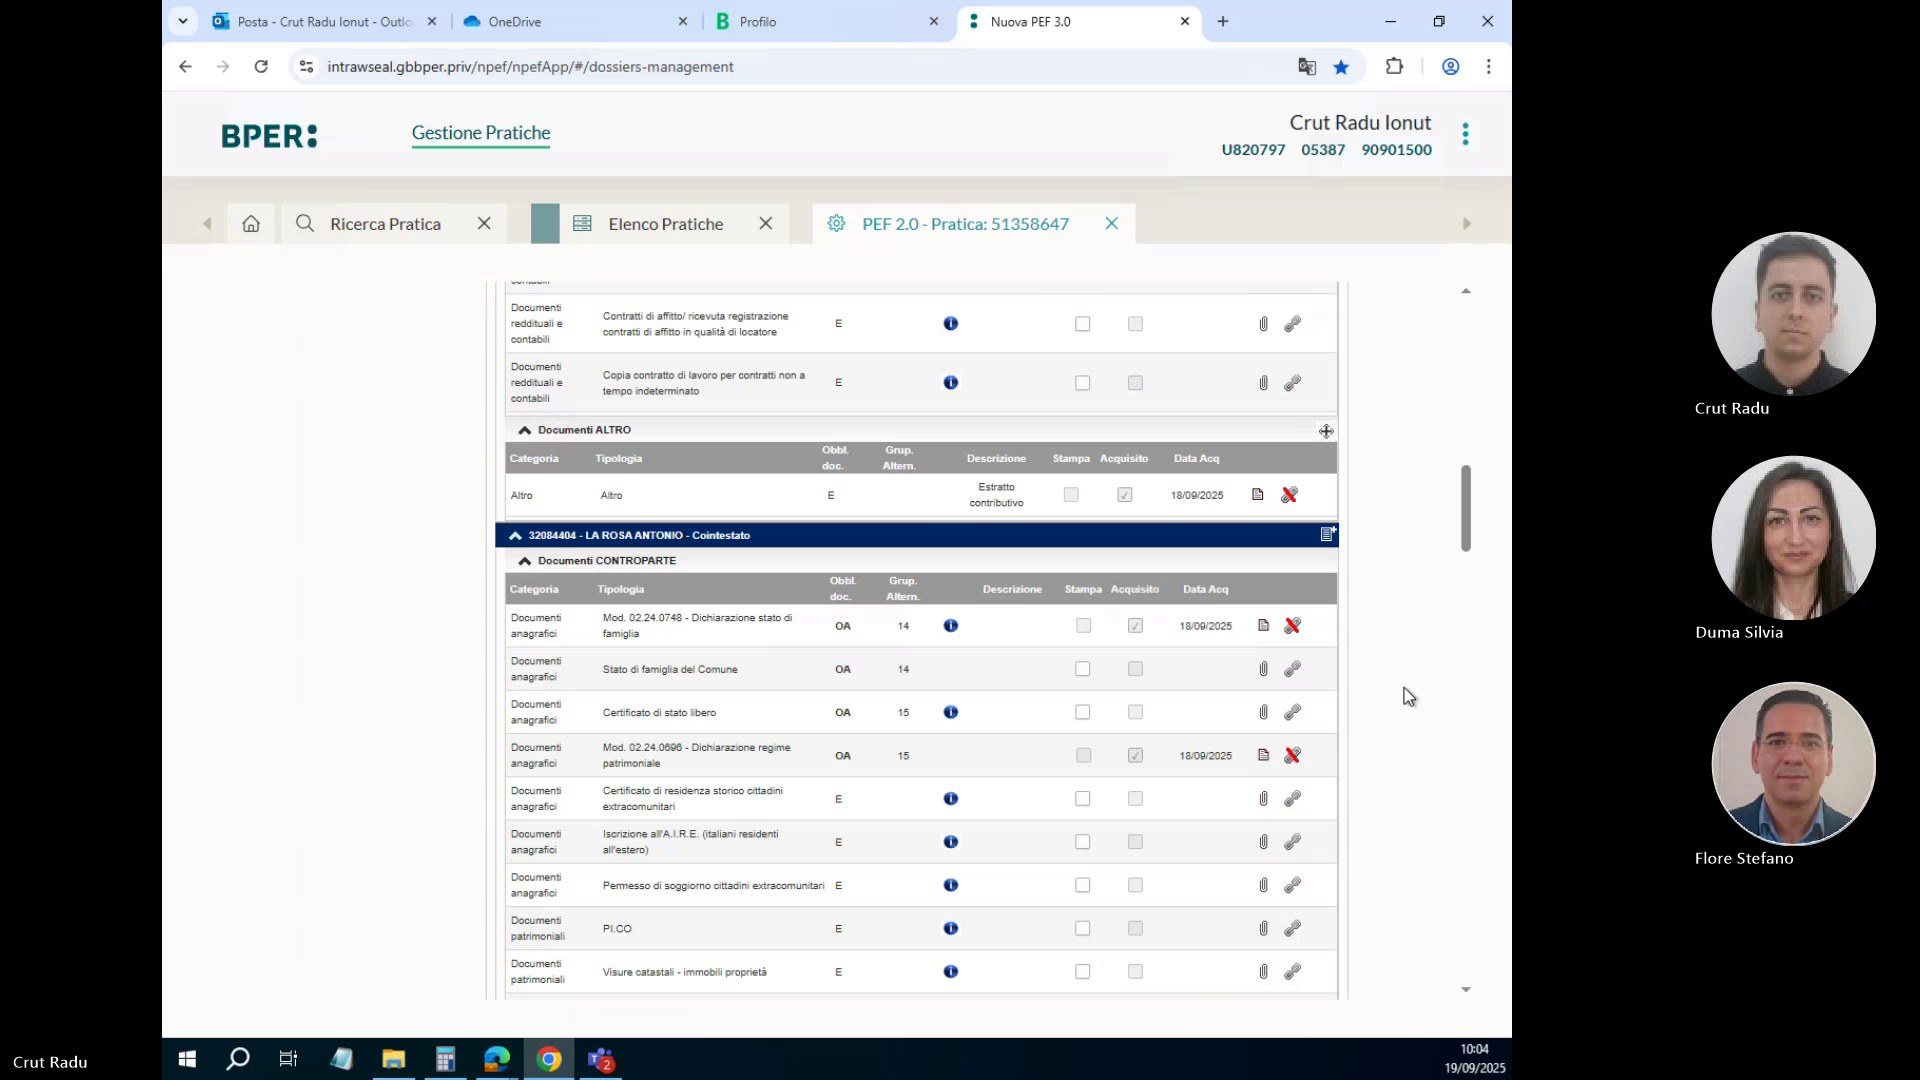 Posta - Crut Radu Ionut - Outlo
OneDrive
Profilo
Nuova PEF 3.0
intrawseal.gbbper.priv/npef/npefApp/#/dossiers-management
BPER:
Gestione Pratiche
Crut Radu Ionut
U820797 05387 90901500
Ricerca Pratica
Elenco Pratiche
PEF 2.0 - Pratica: 51358647
contabili
Documenti reddituali e contabili
Contratti di affitto/ ricevuta registrazione contratti di affitto in qualità di locatore
E
Documenti reddituali e contabili
Copia contratto di lavoro per contratti non a tempo indeterminato
E
Documenti ALTRO
Categoria Tipologia Obbl. doc. Grup. Altern. Descrizione Stampa Acquisito Data Acq
Altro Altro E Estratto contributivo 18/09/2025
32084404 - LA ROSA ANTONIO - Cointestato
Documenti CONTROPARTE
Categoria Tipologia Obbl. doc. Grup. Altern. Descrizione Stampa Acquisito Data Acq
Documenti anagrafici Mod. 02.24.0748 - Dichiarazione stato di famiglia OA 14 18/09/2025
Documenti anagrafici Stato di famiglia del Comune OA 14
Documenti anagrafici Certificato di stato libero OA 15
Documenti anagrafici Mod. 02.24.0696 - Dichiarazione regime patrimoniale OA 15 18/09/2025
Documenti anagrafici Certificato di residenza storico cittadini extracomunitari E
Documenti anagrafici Iscrizione all'A.I.R.E. (italiani residenti all'estero) E
Documenti anagrafici Permesso di soggiorno cittadini extracomunitari E
Documenti patrimoniali PI.CO E
Documenti patrimoniali Visure catastali - immobili proprietà E
10:04
19/09/2025
2
Crut Radu
Duma Silvia
Flore Stefano
Crut Radu